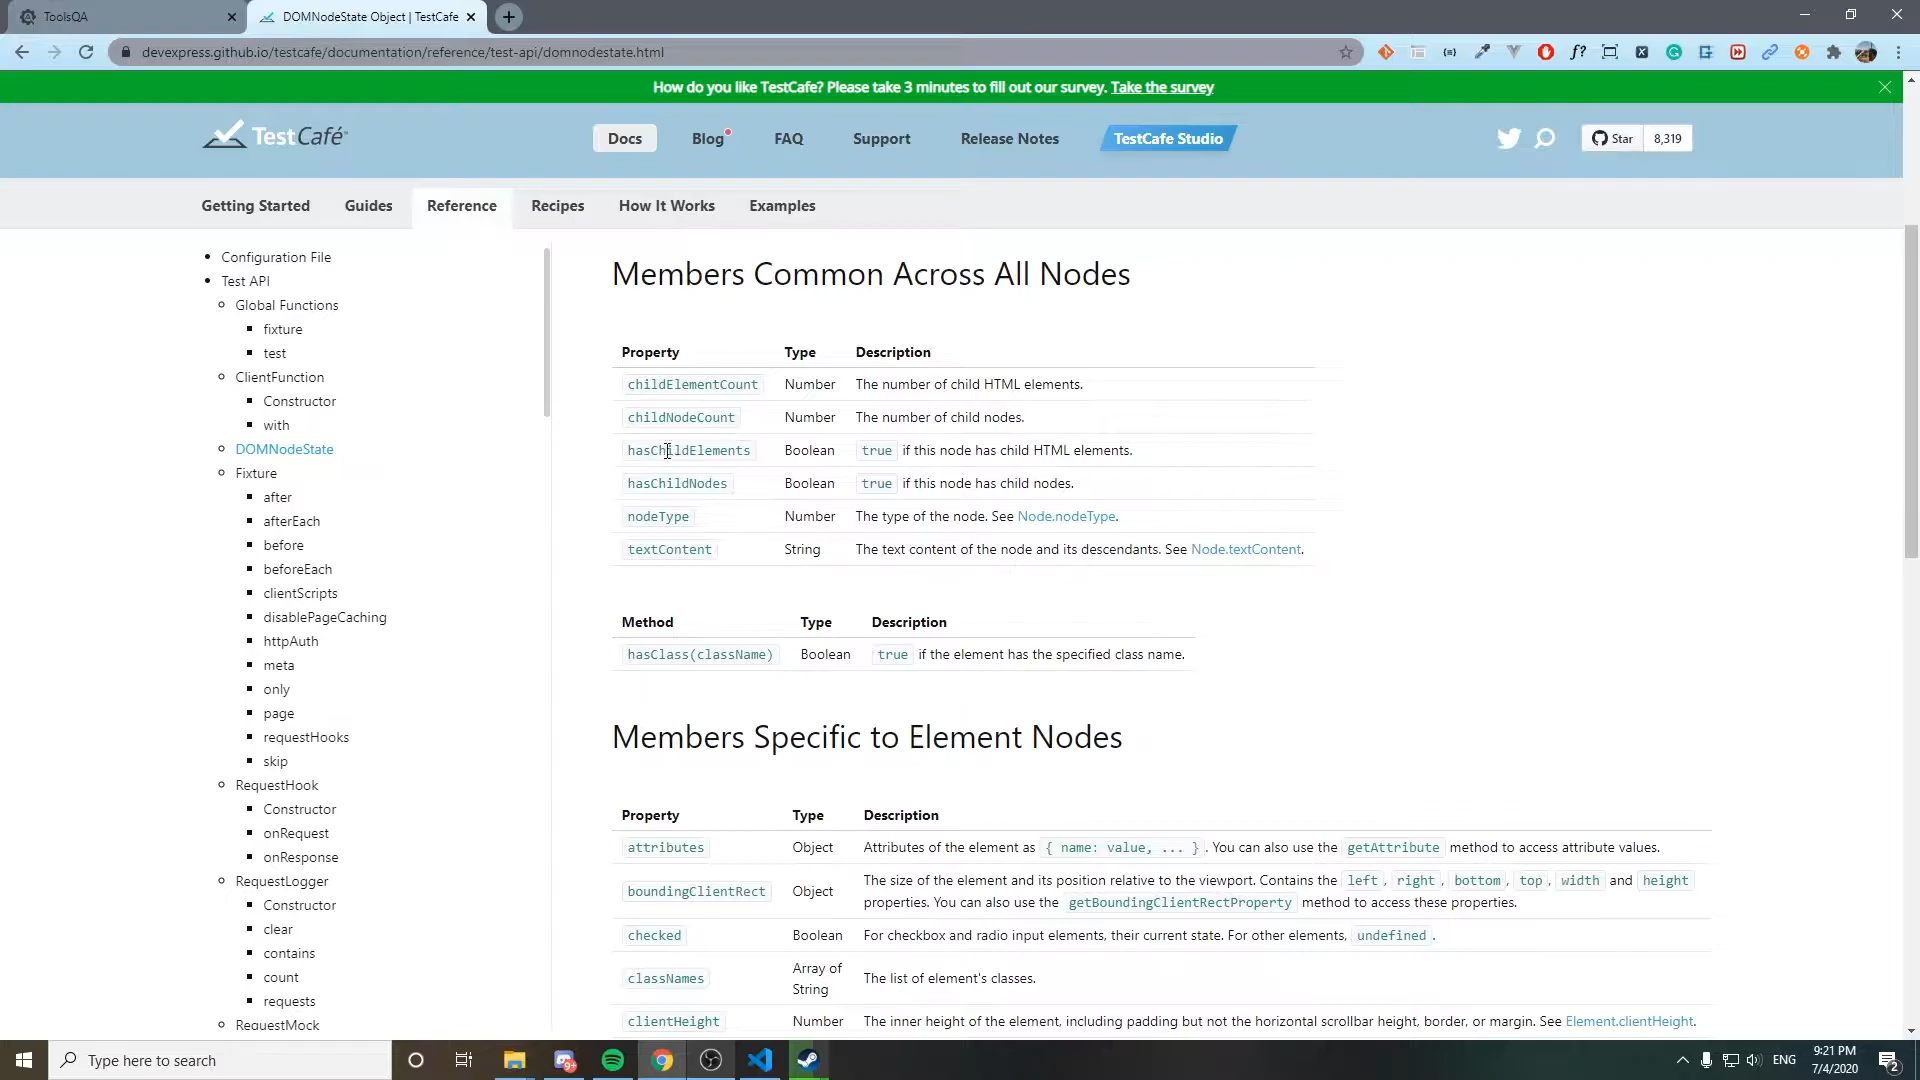 ToolsQA
DOMNodeState Object | TestCafe
devexpress.github.io/testcafe/documentation/reference/test-api/domnodestate.html
How do you like TestCafe? Please take 3 minutes to fill out our survey. Take the survey
TestCafé
Docs
Blog
FAQ
Support
Release Notes
TestCafe Studio
Star
8,319
Getting Started
Guides
Reference
Recipes
How It Works
Examples
Configuration File
Test API
Global Functions
fixture
test
ClientFunction
Constructor
with
DOMNodeState
Fixture
after
afterEach
before
beforeEach
clientScripts
disablePageCaching
httpAuth
meta
only
page
requestHooks
skip
RequestHook
Constructor
onRequest
onResponse
RequestLogger
Constructor
clear
contains
count
requests
RequestMock
Members Common Across All Nodes
Property Type Description
childElementCount Number The number of child HTML elements.
childNodeCount Number The number of child nodes.
hasChildElements Boolean true if this node has child HTML elements.
hasChildNodes Boolean true if this node has child nodes.
nodeType Number The type of the node. See Node.nodeType.
textContent String The text content of the node and its descendants. See Node.textContent.
Method Type Description
hasClass(className) Boolean true if the element has the specified class name.
Members Specific to Element Nodes
Property Type Description
attributes Object Attributes of the element as { name: value, ... } . You can also use the getAttribute method to access attribute values.
boundingClientRect Object The size of the element and its position relative to the viewport. Contains the left , right , bottom , top , width and height
properties. You can also use the getBoundingClientRectProperty method to access these properties.
checked Boolean For checkbox and radio input elements, their current state. For other elements, undefined .
classNames Array of String The list of element's classes.
clientHeight Number The inner height of the element, including padding but not the horizontal scrollbar height, border, or margin. See Element.clientHeight.
Type here to search
ENG
9:21 PM
7/4/2020
2